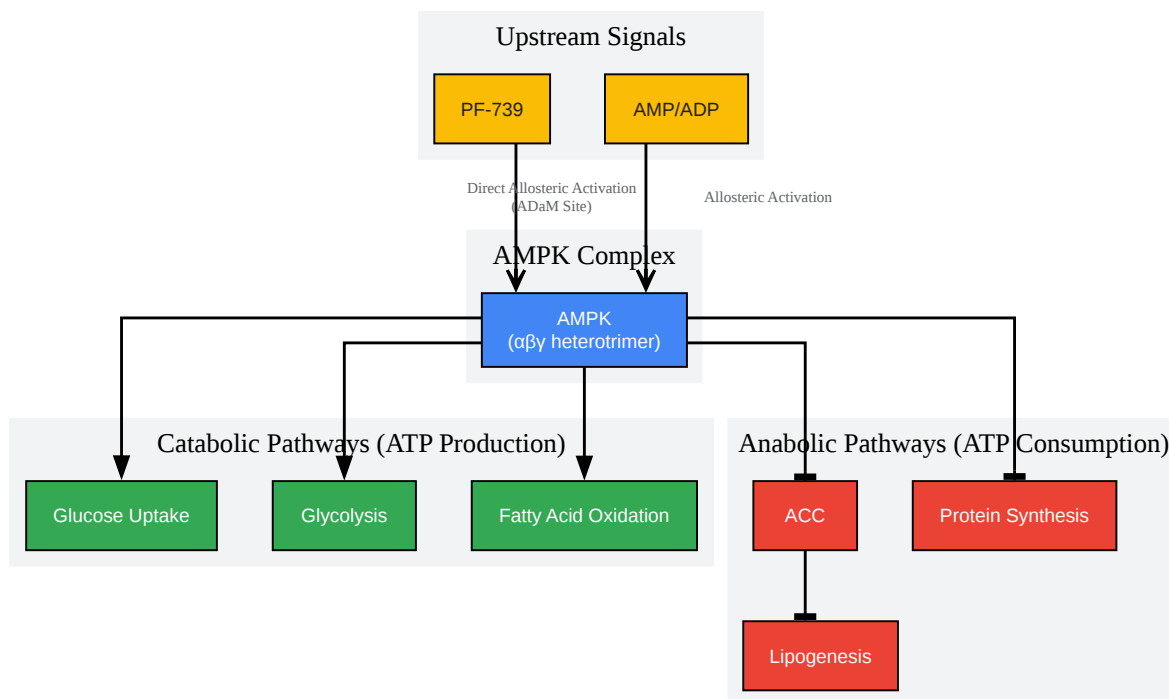 Upstream Signals
PF-739
AMP/ADP
Direct Allosteric Activation
(ADaM Site)
Allosteric Activation
AMPK Complex
AMPK
(αβγ heterotrimer)
Catabolic Pathways (ATP Production)
Anabolic Pathways (ATP Consumption)
Glucose Uptake
Glycolysis
Fatty Acid Oxidation
ACC
Protein Synthesis
Lipogenesis